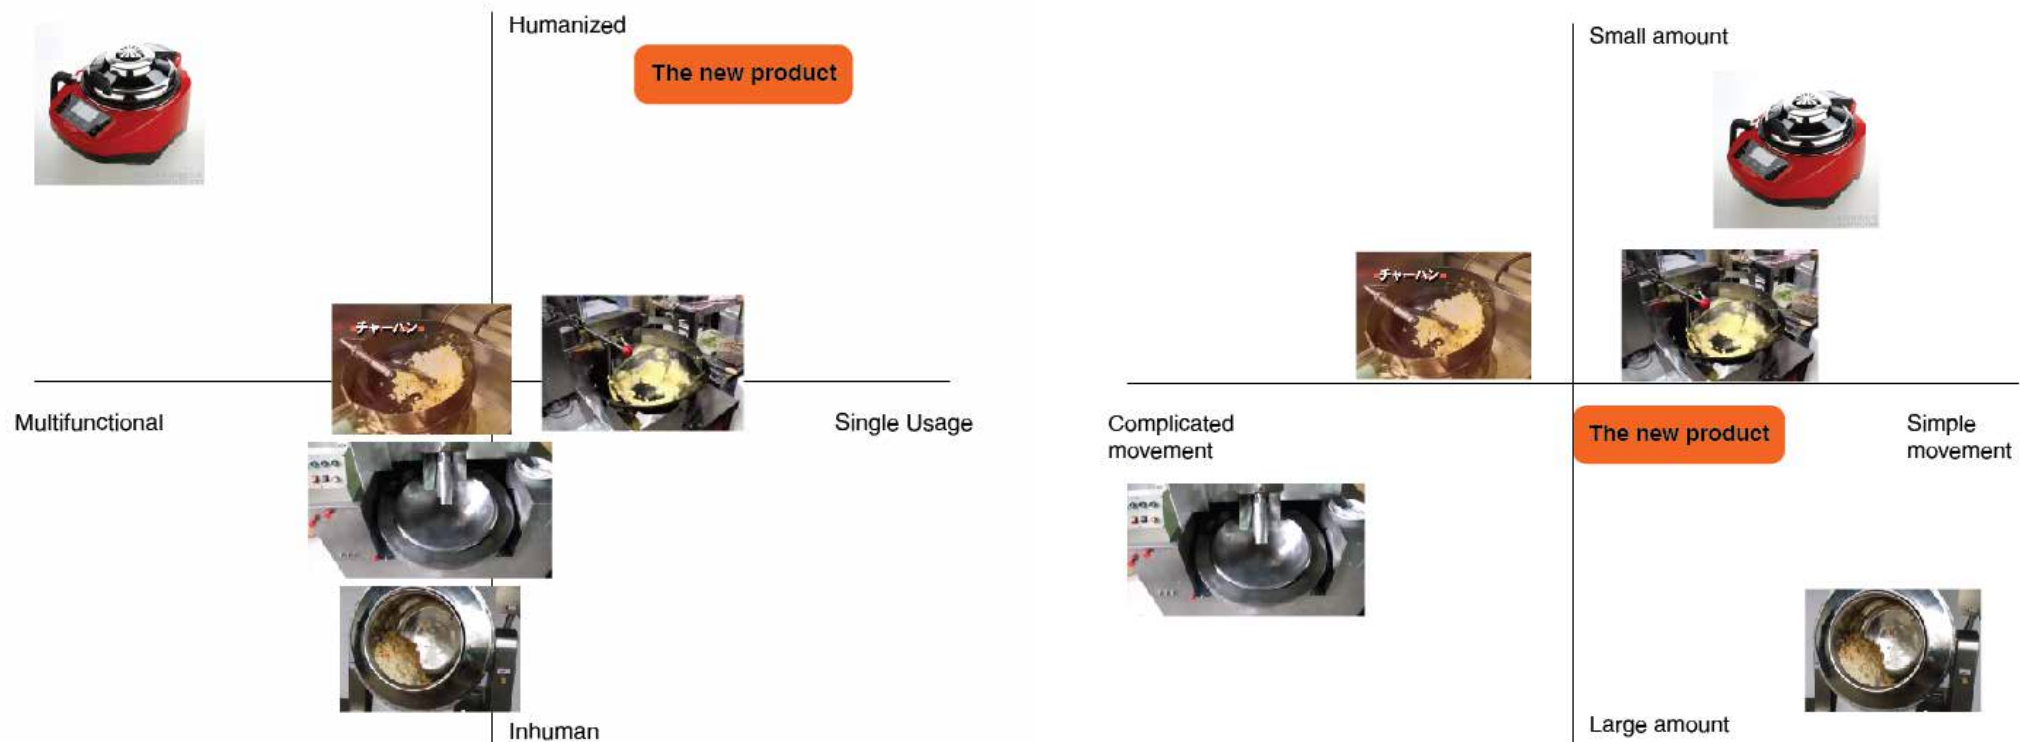 Humanized
The new product
チャーハン
Multifunctional
Single Usage
Inhuman
Small amount
チャーハン
Complicated
movement
The new product
Simple
movement
Large amount